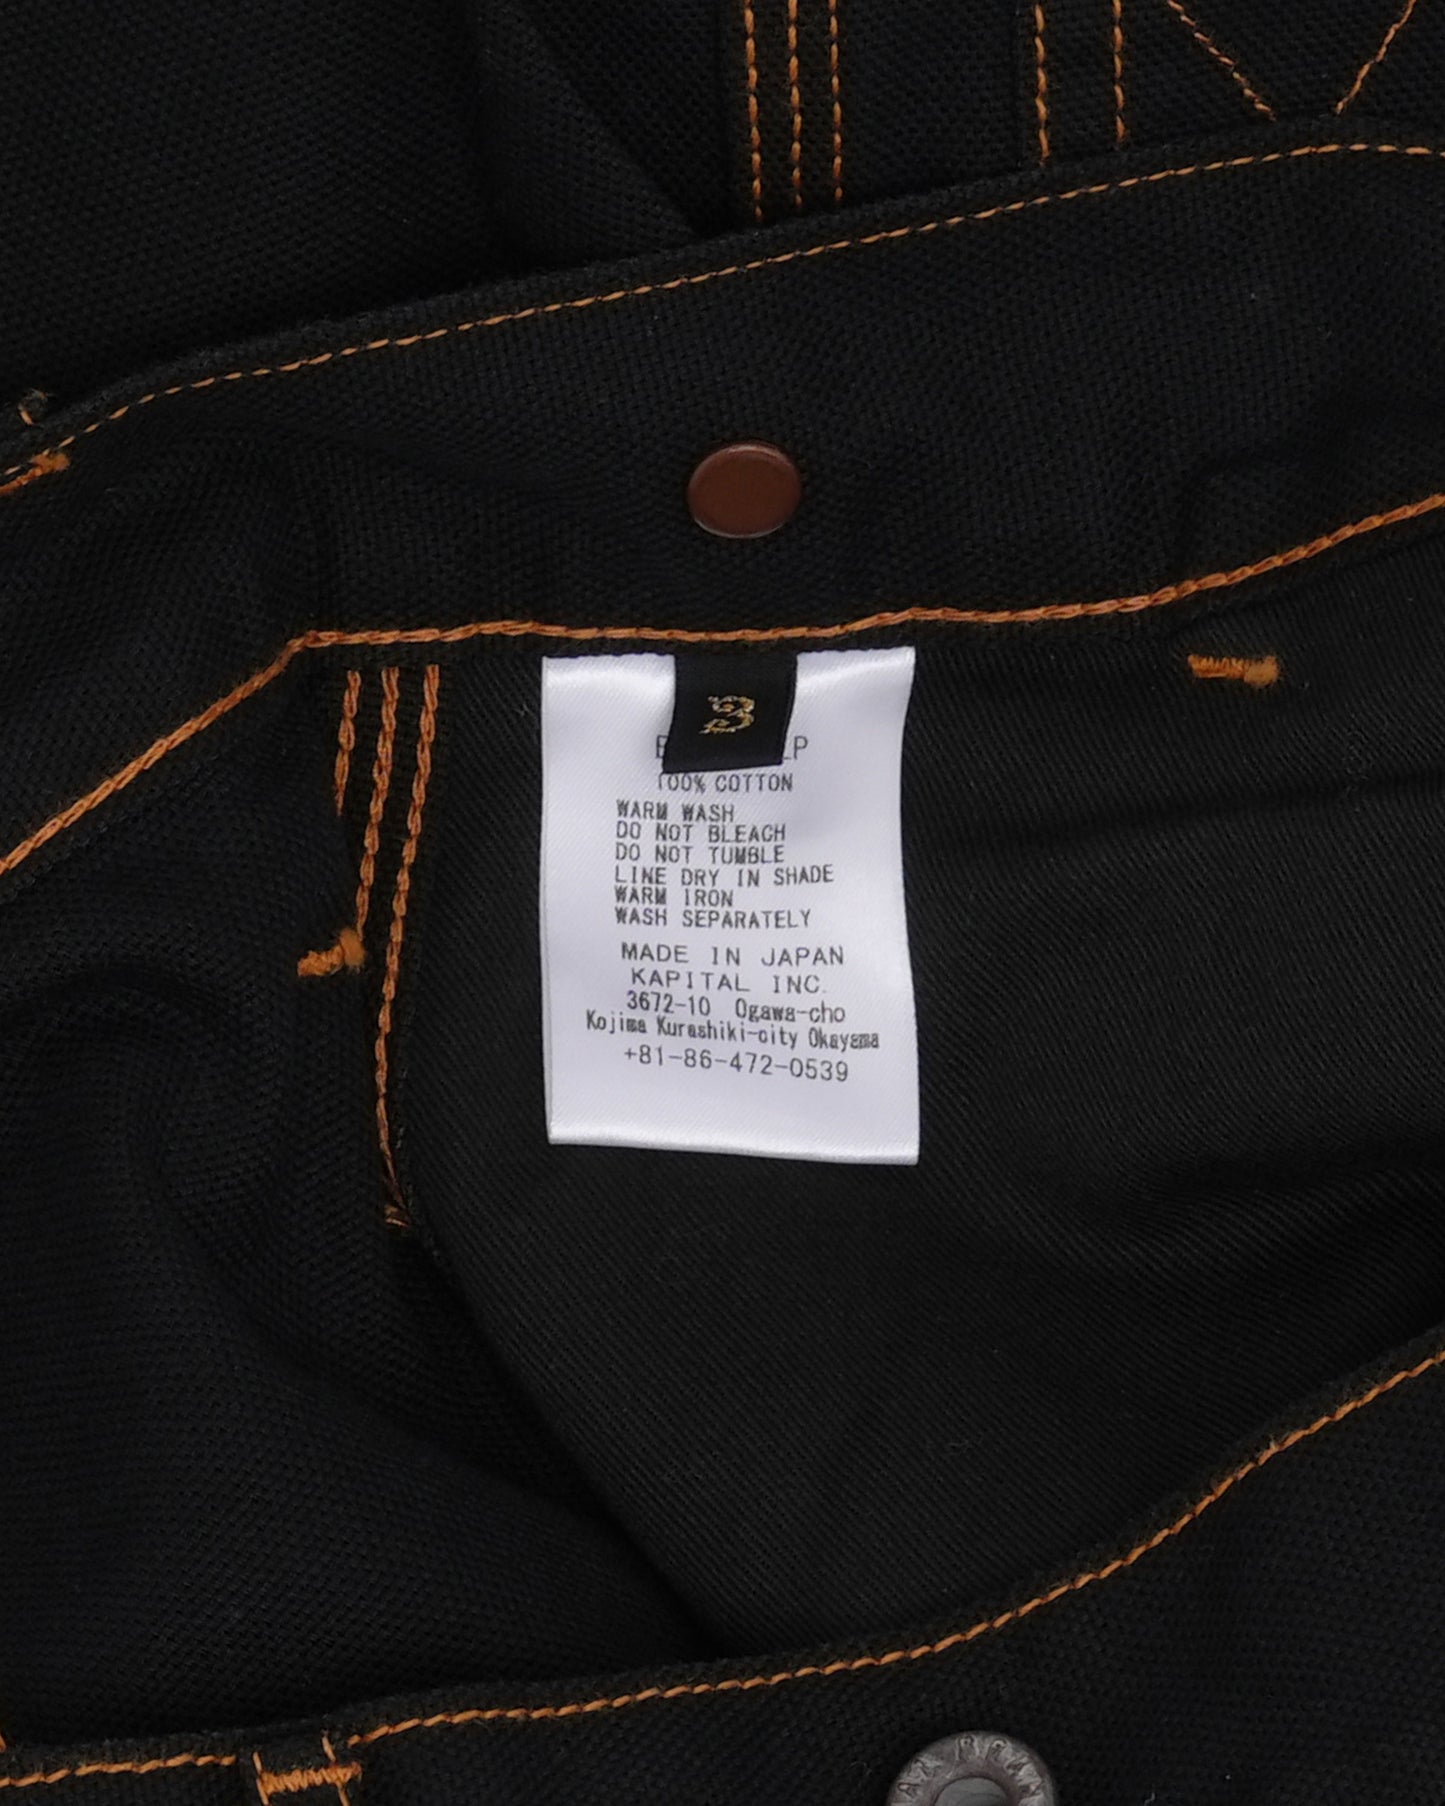 3
100% COTTON
WARM WASH
DO NOT BLEACH
DO NOT TUMBLE
LINE DRY IN SHADE
WARM IRON
WASH SEPARATELY
MADE IN JAPAN
KAPITAL INC.
3672-10 Ogawa-cho
Kojima Kurashiki-city Okayama
+81-86-472-0539